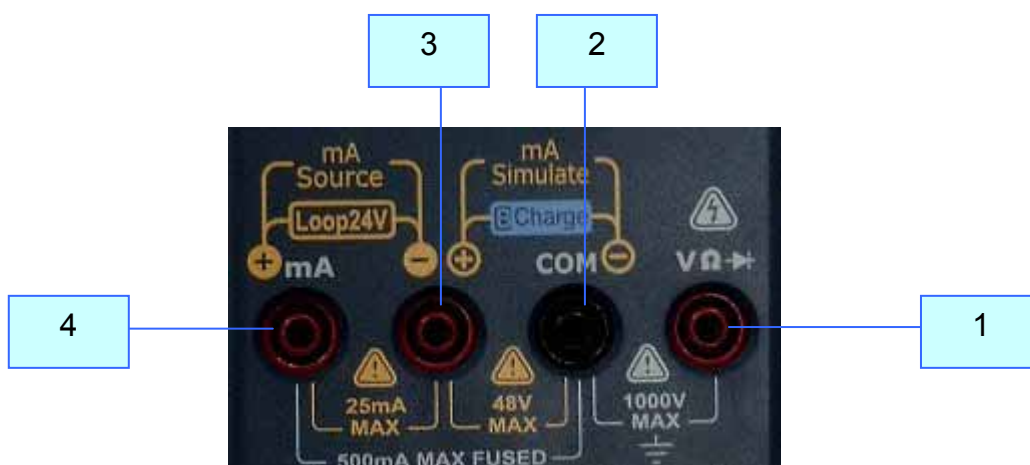 3 2
mA Source
mA Simulate
Loop24V
Charge
+ mA - + COM - VΩ
4
1
25mA MAX
48V MAX
1000V MAX
500mA MAX FUSED